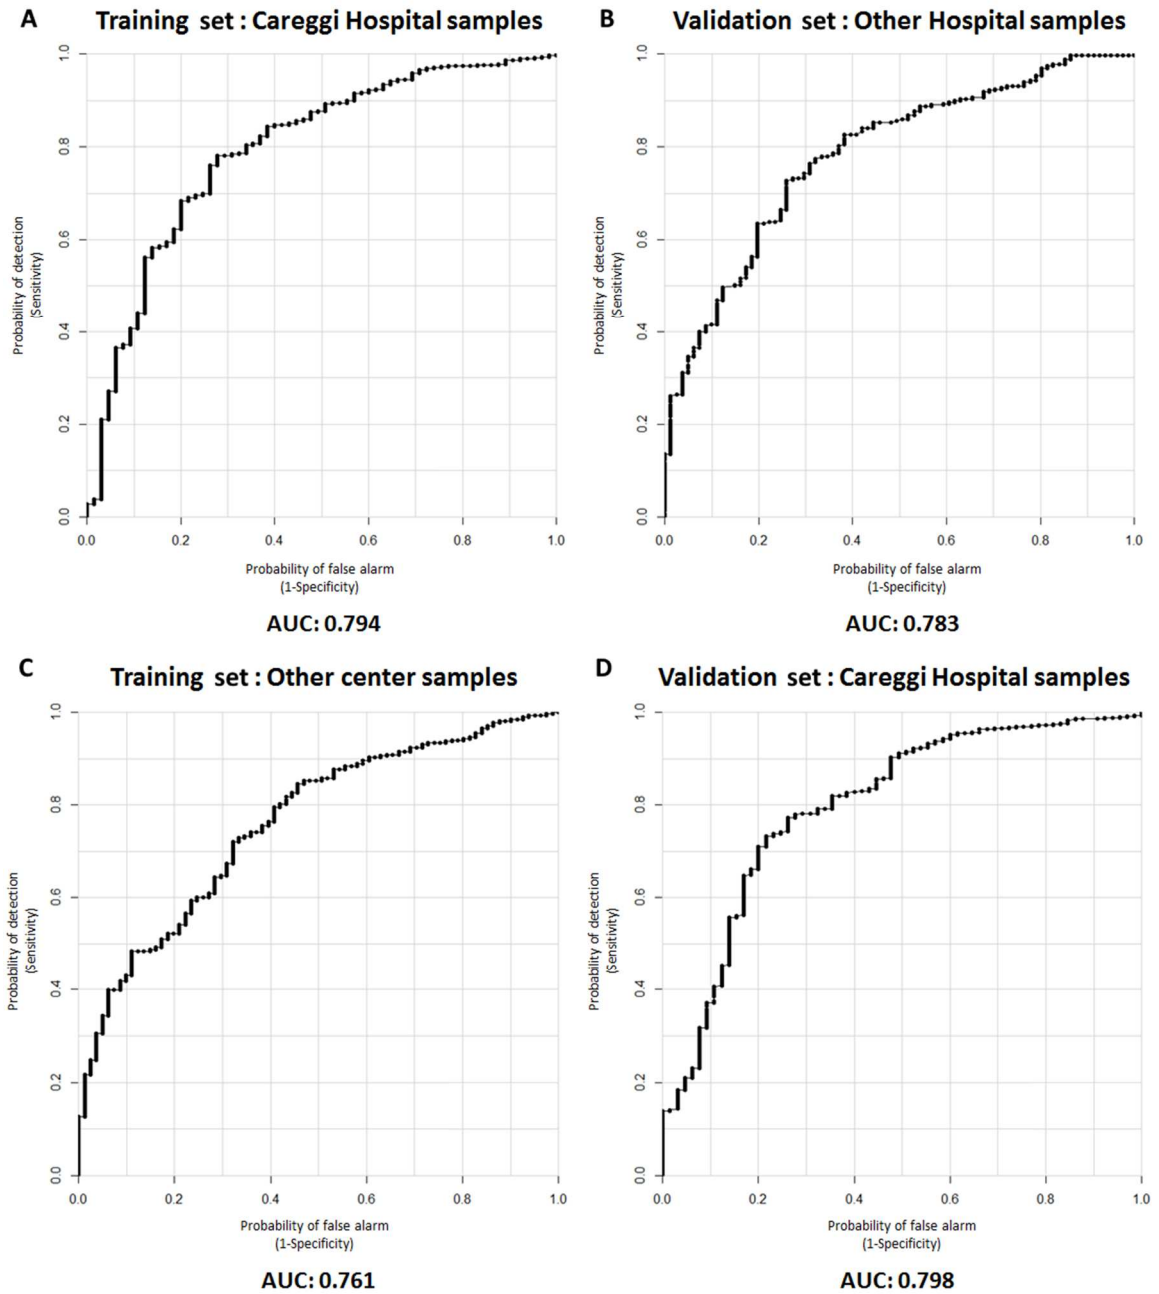 A
Training set : Careggi Hospital samples
1.0
0.8
0.6
0.4
0.2
0.0
Probability of detection
(Sensitivity)
0.0 0.2 0.4 0.6 0.8 1.0
Probability of false alarm
(1-Specificity)
AUC: 0.794
B
Validation set : Other Hospital samples
1.0
0.8
0.6
0.4
0.2
0.0
Probability of detection
(Sensitivity)
0.0 0.2 0.4 0.6 0.8 1.0
Probability of false alarm
(1-Specificity)
AUC: 0.783
C
Training set : Other center samples
1.0
0.8
0.6
0.4
0.2
0.0
Probability of detection
(Sensitivity)
0.0 0.2 0.4 0.6 0.8 1.0
Probability of false alarm
(1-Specificity)
AUC: 0.761
D
Validation set : Careggi Hospital samples
1.0
0.8
0.6
0.4
0.2
0.0
Probability of detection
(Sensitivity)
0.0 0.2 0.4 0.6 0.8 1.0
Probability of false alarm
(1-Specificity)
AUC: 0.798